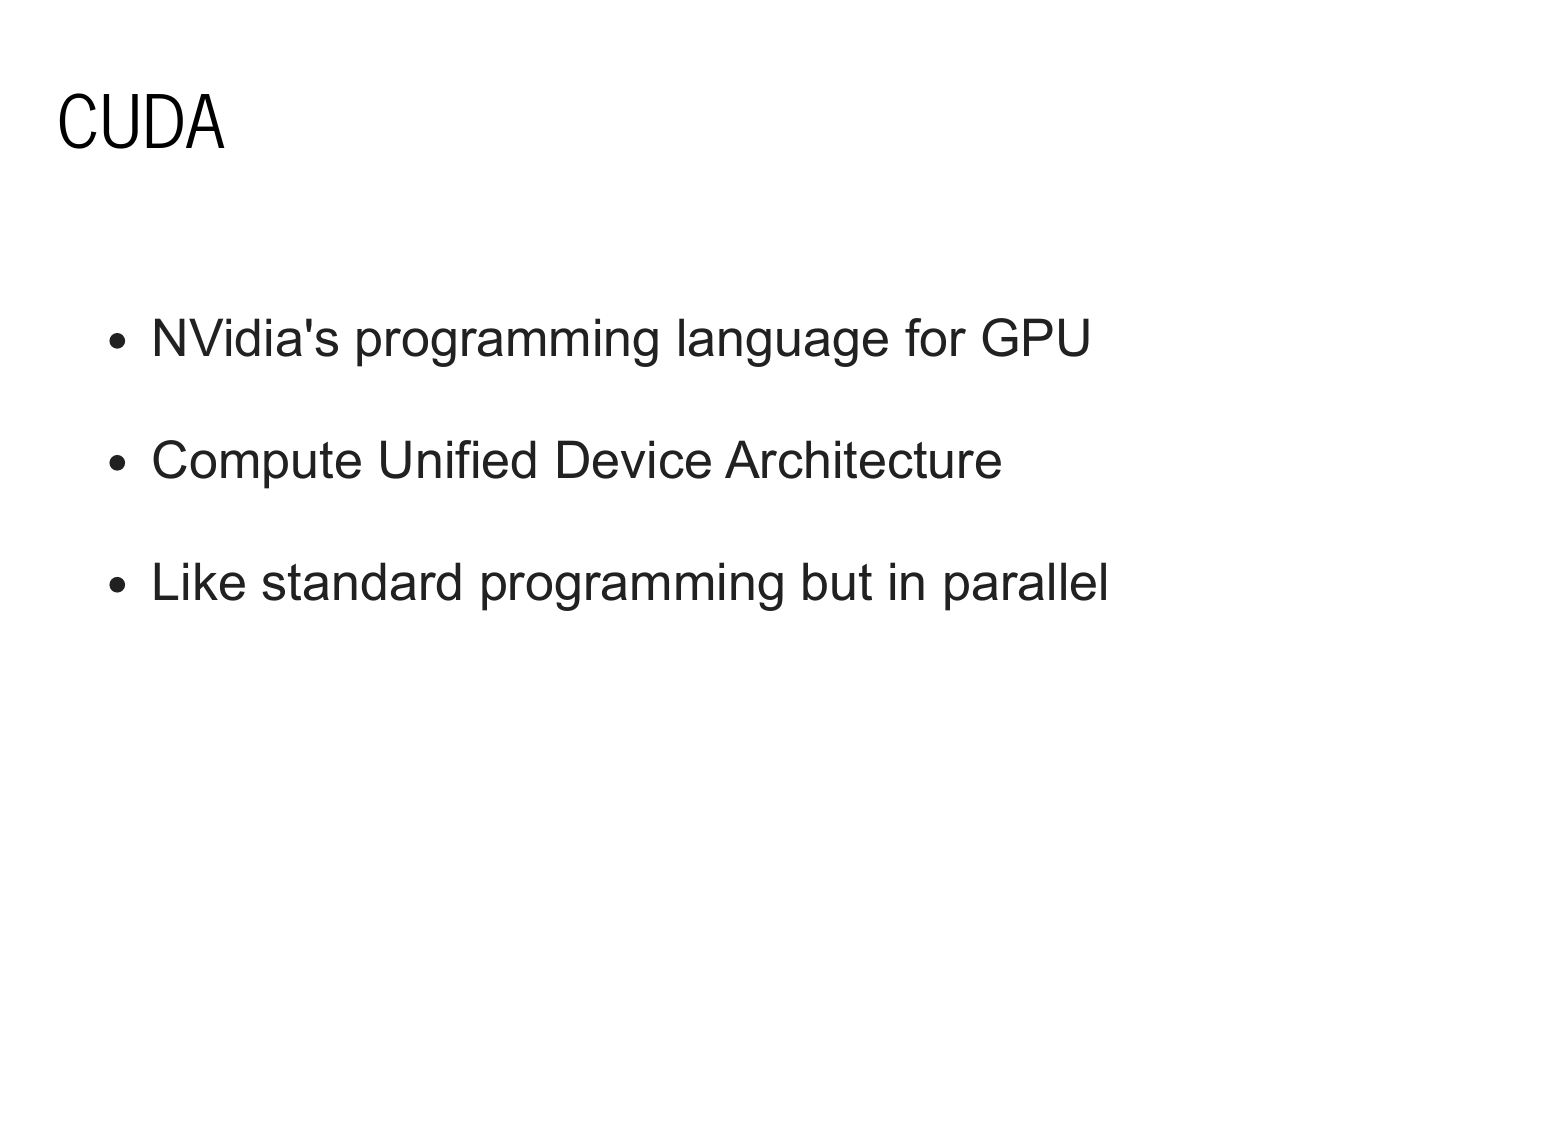 CUDA
• NVidia's programming language for GPU
• Compute Unified Device Architecture
• Like standard programming but in parallel